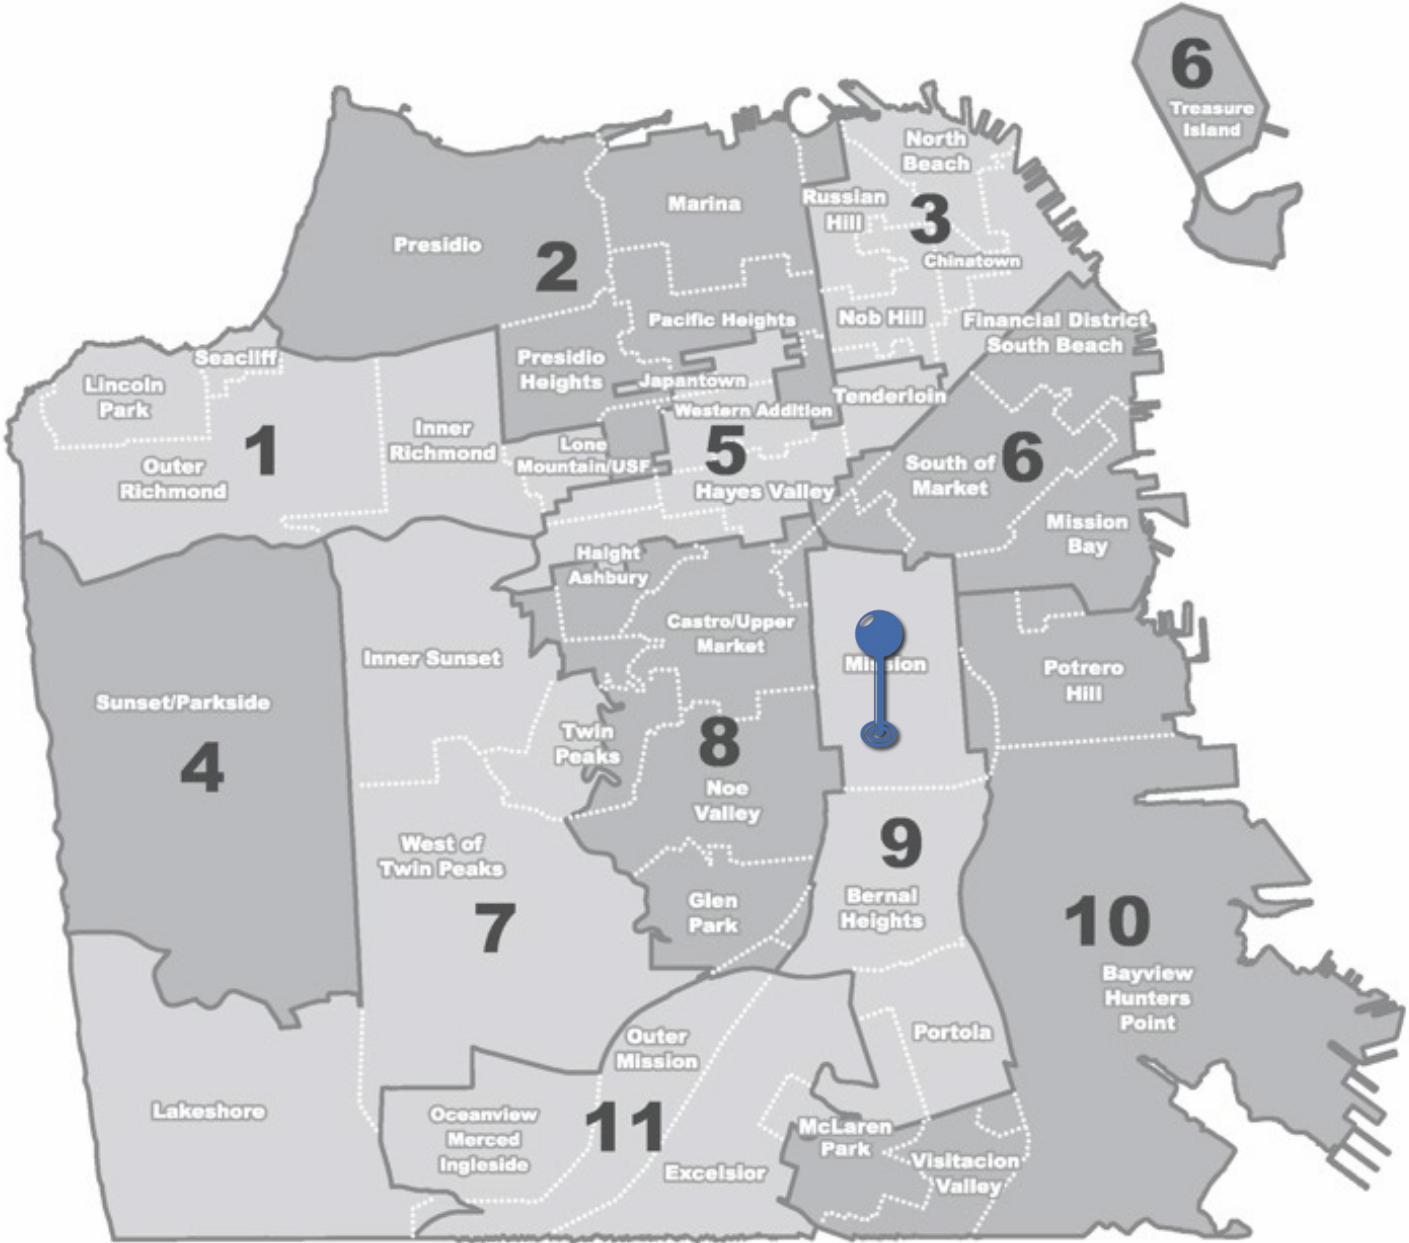 6
Treasure
Island
North
Beach
Marina
Russian
Hill
3
Presidio
2
Chinatown
Pacific Heights
Nob Hill
Financial District
South Beach
Seacliff
Lincoln
Park
Presidio
Heights
Japantown
Tenderloin
Western Addition
1
Inner
Richmond
Lone
Mountain/USF
5
6
Outer
Richmond
South of
Market
Hayes Valley
Mission
Bay
Haight
Ashbury
Castro/Upper
Market
Inner Sunset
Mission
Potrero
Hill
Sunset/Parkside
4
Twin
Peaks
8
Noe
Valley
West of
Twin Peaks
9
7
Glen
Park
Bernal
Heights
10
Bayview
Hunters
Point
Outer
Mission
Portola
Lakeshore
Oceanview
Merced
Ingleside
11
McLaren
Park
Excelsior
Visitacion
Valley